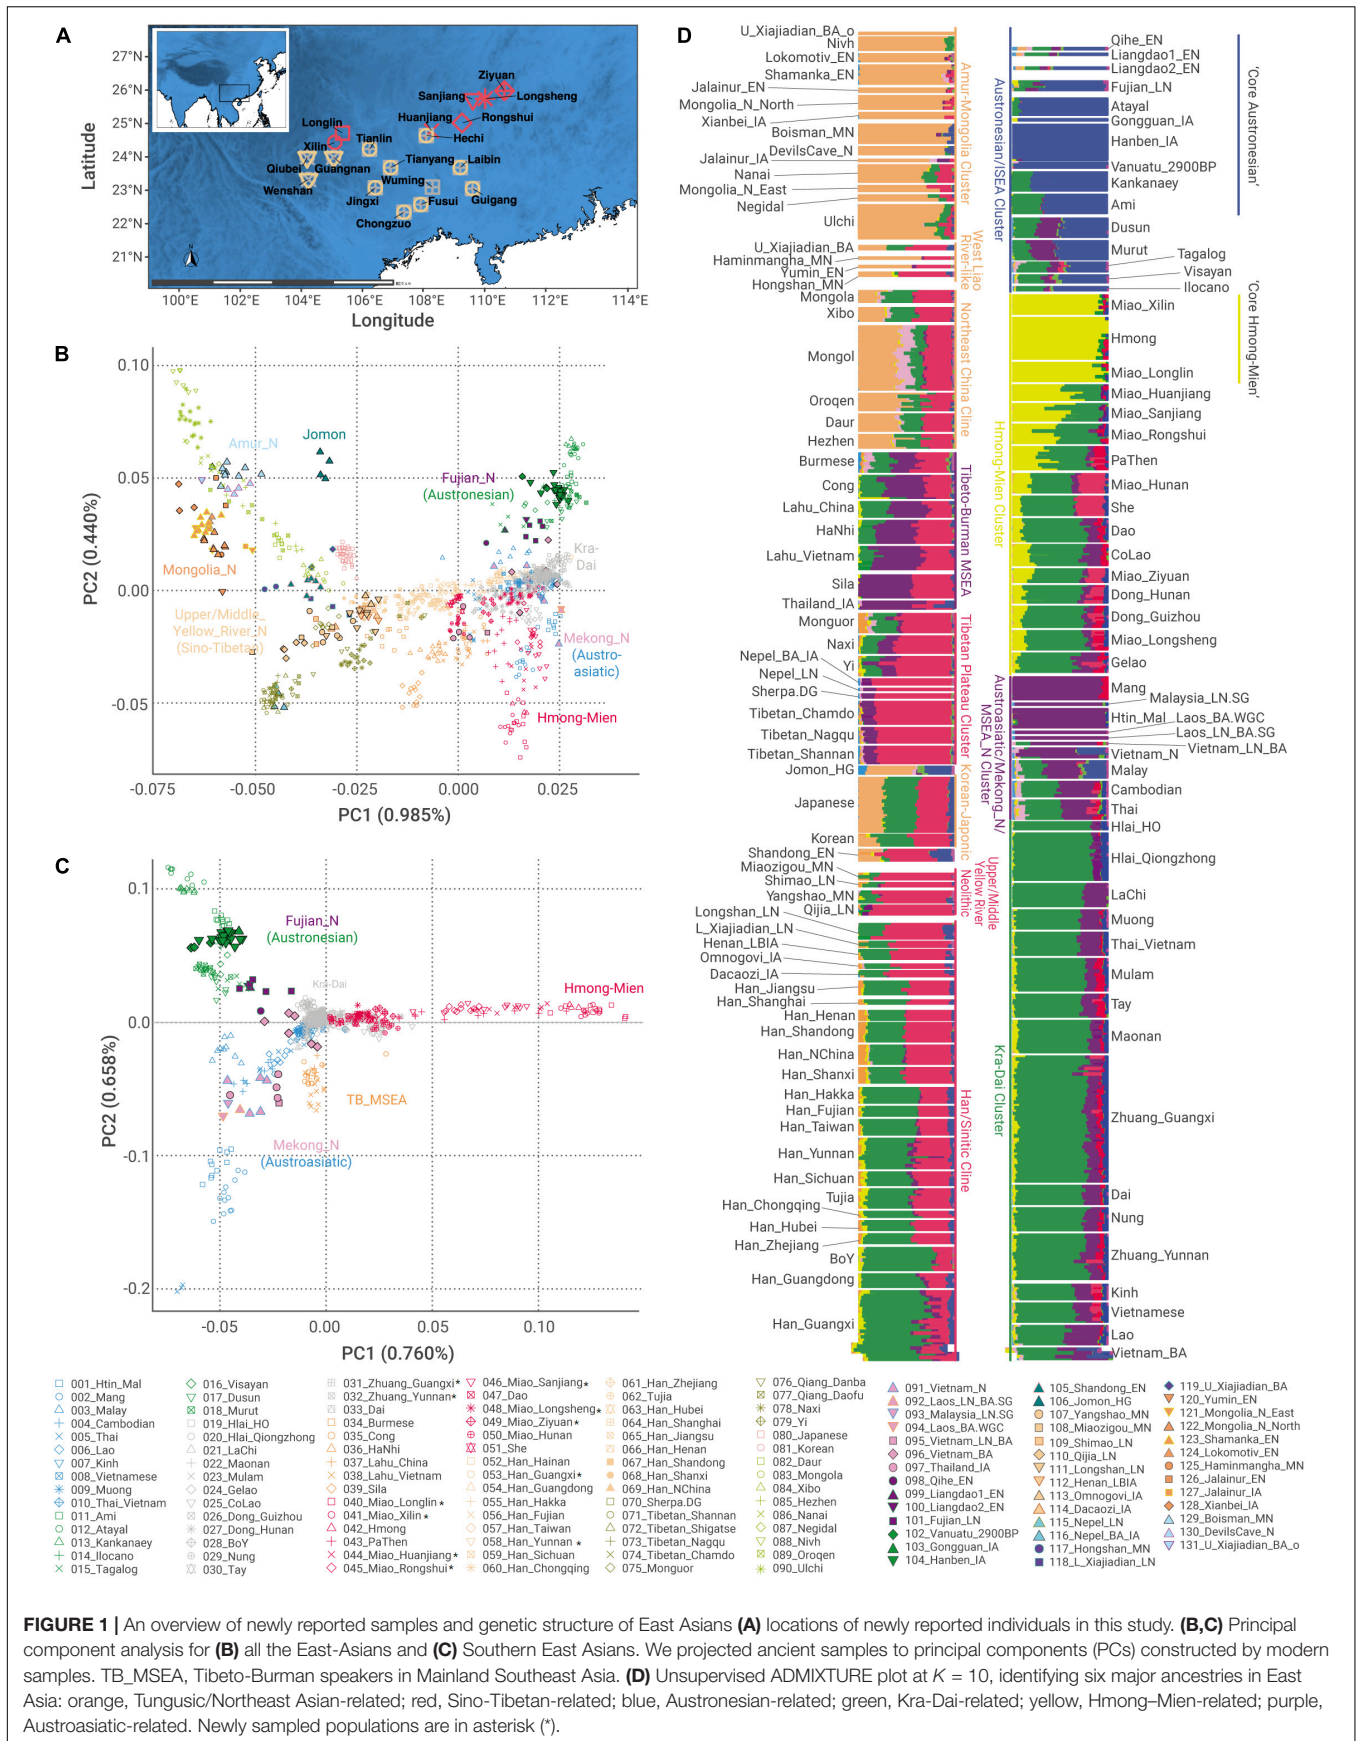 A
27°N
26°N
25°N
24°N
23°N
22°N
21°N
Latitude
100°E
102°E
104°E
106°E
108°E
110°E
114°E
Longitude
N
Ziyuan
Sanjiang
Longsheng
Huanjiang
Rongshui
Longlin
Hechi
Xilin
Tianlin
Qiubei
Guangnan
Tianyang
Laibin
Wenshan
Wuming
Jingxi
Fusui
Guigang
Chongzuo
B
0.10
0.05
0.00
-0.05
PC2 (0.440%)
-0.075
-0.050
-0.025
0.000
0.025
PC1 (0.985%)
Amur_N
Jomon
Fujian_N
(Austronesian)
Kra-
Dai
Mongolia_N
Upper/Middle_
Yellow_River_N
(Sino-Tibetan)
Mekong_N
(Austro-
asiatic)
Hmong-Mien
C
0.1
0.0
-0.1
-0.2
PC2 (0.658%)
-0.05
0.00
0.05
0.10
PC1 (0.760%)
Fujian_N
(Austronesian)
Kra-Dai
Hmong-Mien
TB_MSEA
Mekong_N
(Austroasiatic)
D
U_Xiajiadian_BA_o
Nivh
Lokomotiv_EN
Shamanka_EN
Jalainur_EN
Mongolia_N_North
Xianbei_IA
Boisman_MN
DevilsCave_N
Jalainur_IA
Nanai
Mongolia_N_East
Negidal
Ulchi
U_Xiajiadian_BA
Haminmangha_MN
Yumin_EN
Hongshan_MN
Mongola
Xibo
Mongol
Oroqen
Daur
Hezhen
Burmese
Cong
Lahu_China
HaNhi
Lahu_Vietnam
Sila
Thailand_IA
Monguor
Naxi
Yi
Nepel_BA_IA
Nepel_LN
Sherpa.DG
Tibetan_Chamdo
Tibetan_Nagqu
Tibetan_Shannan
Jomon_HG
Japanese
Korean
Shandong_EN
Miaozigou_MN
Shimao_LN
Yangshao_MN
Qijia_LN
Longshan_LN
L_Xiajiadian_LN
Henan_LBIA
Omnogovi_IA
Dacaozi_IA
Han_Jiangsu
Han_Shanghai
Han_Henan
Han_Shandong
Han_NChina
Han_Shanxi
Han_Hakka
Han_Fujian
Han_Taiwan
Han_Yunnan
Han_Sichuan
Tujia
Han_Chongqing
Han_Hubei
Han_Zhejiang
BoY
Han_Guangdong
Han_Guangxi
Amur-Mongolia Cluster
West Liao
River-like
Northeast China Cline
Tibeto-Burman MSEA
Tibetan Plateau Cluster
Korean-Japonic
Upper/Middle
Yellow River
Neolithic
Han/Sinitic Cline
Austronesian/ISEA Cluster
Hmong-Mien Cluster
Austroasiatic/Mekong_N/
MSEA_N Cluster
Kra-Dai Cluster
Qihe_EN
Liangdao1_EN
Liangdao2_EN
Fujian_LN
Atayal
Gongguan_IA
Hanben_IA
Vanuatu_2900BP
Kankanaey
Ami
Dusun
Murut
Tagalog
Visayan
Ilocano
Miao_Xilin
Hmong
Miao_Longlin
Miao_Huanjiang
Miao_Sanjiang
Miao_Rongshui
PaThen
Miao_Hunan
She
Dao
CoLao
Miao_Ziyuan
Dong_Hunan
Dong_Guizhou
Miao_Longsheng
Gelao
Mang
Malaysia_LN.SG
Htin_Mal
Laos_BA.WGC
Laos_LN_BA.SG
Vietnam_LN_BA
Vietnam_N
Malay
Cambodian
Thai
Hlai_HO
Hlai_Qiongzhong
LaChi
Muong
Thai_Vietnam
Mulam
Tay
Maonan
Zhuang_Guangxi
Dai
Nung
Zhuang_Yunnan
Kinh
Vietnamese
Lao
Vietnam_BA
'Core Austronesian'
'Core Hmong-Mien'
001_Htin_Mal
002_Mang
003_Malay
004_Cambodian
005_Thai
006_Lao
007_Kinh
008_Vietnamese
009_Muong
010_Thai_Vietnam
011_Ami
012_Atayal
013_Kankanaey
014_Ilocano
015_Tagalog
016_Visayan
017_Dusun
018_Murut
019_Hlai_HO
020_Hlai_Qiongzhong
021_LaChi
022_Maonan
023_Mulam
024_Gelao
025_CoLao
026_Dong_Guizhou
027_Dong_Hunan
028_BoY
029_Nung
030_Tay
031_Zhuang_Guangxi*
032_Zhuang_Yunnan*
033_Dai
034_Burmese
035_Cong
036_HaNhi
037_Lahu_China
038_Lahu_Vietnam
039_Sila
040_Miao_Longlin*
041_Miao_Xilin*
042_Hmong
043_PaThen
044_Miao_Huanjiang*
045_Miao_Rongshui*
046_Miao_Sanjiang*
047_Dao
048_Miao_Longsheng*
049_Miao_Ziyuan*
050_Miao_Hunan
051_She
052_Han_Hainan
053_Han_Guangxi*
054_Han_Guangdong
055_Han_Hakka
056_Han_Fujian
057_Han_Taiwan
058_Han_Yunnan*
059_Han_Sichuan
060_Han_Chongqing
061_Han_Zhejiang
062_Tujia
063_Han_Hubei
064_Han_Shanghai
065_Han_Jiangsu
066_Han_Henan
067_Han_Shandong
068_Han_Shanxi
069_Han_NChina
070_Sherpa.DG
071_Tibetan_Shannan
072_Tibetan_Shigatse
073_Tibetan_Nagqu
074_Tibetan_Chamdo
075_Monguor
076_Qiang_Danba
077_Qiang_Daofu
078_Naxi
079_Yi
080_Japanese
081_Korean
082_Daur
083_Mongola
084_Xibo
085_Hezhen
086_Nanai
087_Negidal
088_Nivh
089_Oroqen
090_Ulchi
091_Vietnam_N
092_Laos_LN_BA.SG
093_Malaysia_LN.SG
094_Laos_BA.WGC
095_Vietnam_LN_BA
096_Vietnam_BA
097_Thailand_IA
098_Qihe_EN
099_Liangdao1_EN
100_Liangdao2_EN
101_Fujian_LN
102_Vanuatu_2900BP
103_Gongguan_IA
104_Hanben_IA
105_Shandong_EN
106_Jomon_HG
107_Yangshao_MN
108_Miaozigou_MN
109_Shimao_LN
110_Qijia_LN
111_Longshan_LN
112_Henan_LBIA
113_Omnogovi_IA
114_Dacaozi_IA
115_Nepel_LN
116_Nepel_BA_IA
117_Hongshan_MN
118_L_Xiajiadian_LN
119_U_Xiajiadian_BA
120_Yumin_EN
121_Mongolia_N_East
122_Mongolia_N_North
123_Shamanka_EN
124_Lokomotiv_EN
125_Haminmangha_MN
126_Jalainur_EN
127_Jalainur_IA
128_Xianbei_IA
129_Boisman_MN
130_DevilsCave_N
131_U_Xiajiadian_BA_o
FIGURE 1 | An overview of newly reported samples and genetic structure of East Asians (A) locations of newly reported individuals in this study. (B,C) Principal
component analysis for (B) all the East-Asians and (C) Southern East Asians. We projected ancient samples to principal components (PCs) constructed by modern
samples. TB_MSEA, Tibeto-Burman speakers in Mainland Southeast Asia. (D) Unsupervised ADMIXTURE plot at K = 10, identifying six major ancestries in East
Asia: orange, Tungusic/Northeast Asian-related; red, Sino-Tibetan-related; blue, Austronesian-related; green, Kra-Dai-related; yellow, Hmong–Mien-related; purple,
Austroasiatic-related. Newly sampled populations are in asterisk (*).